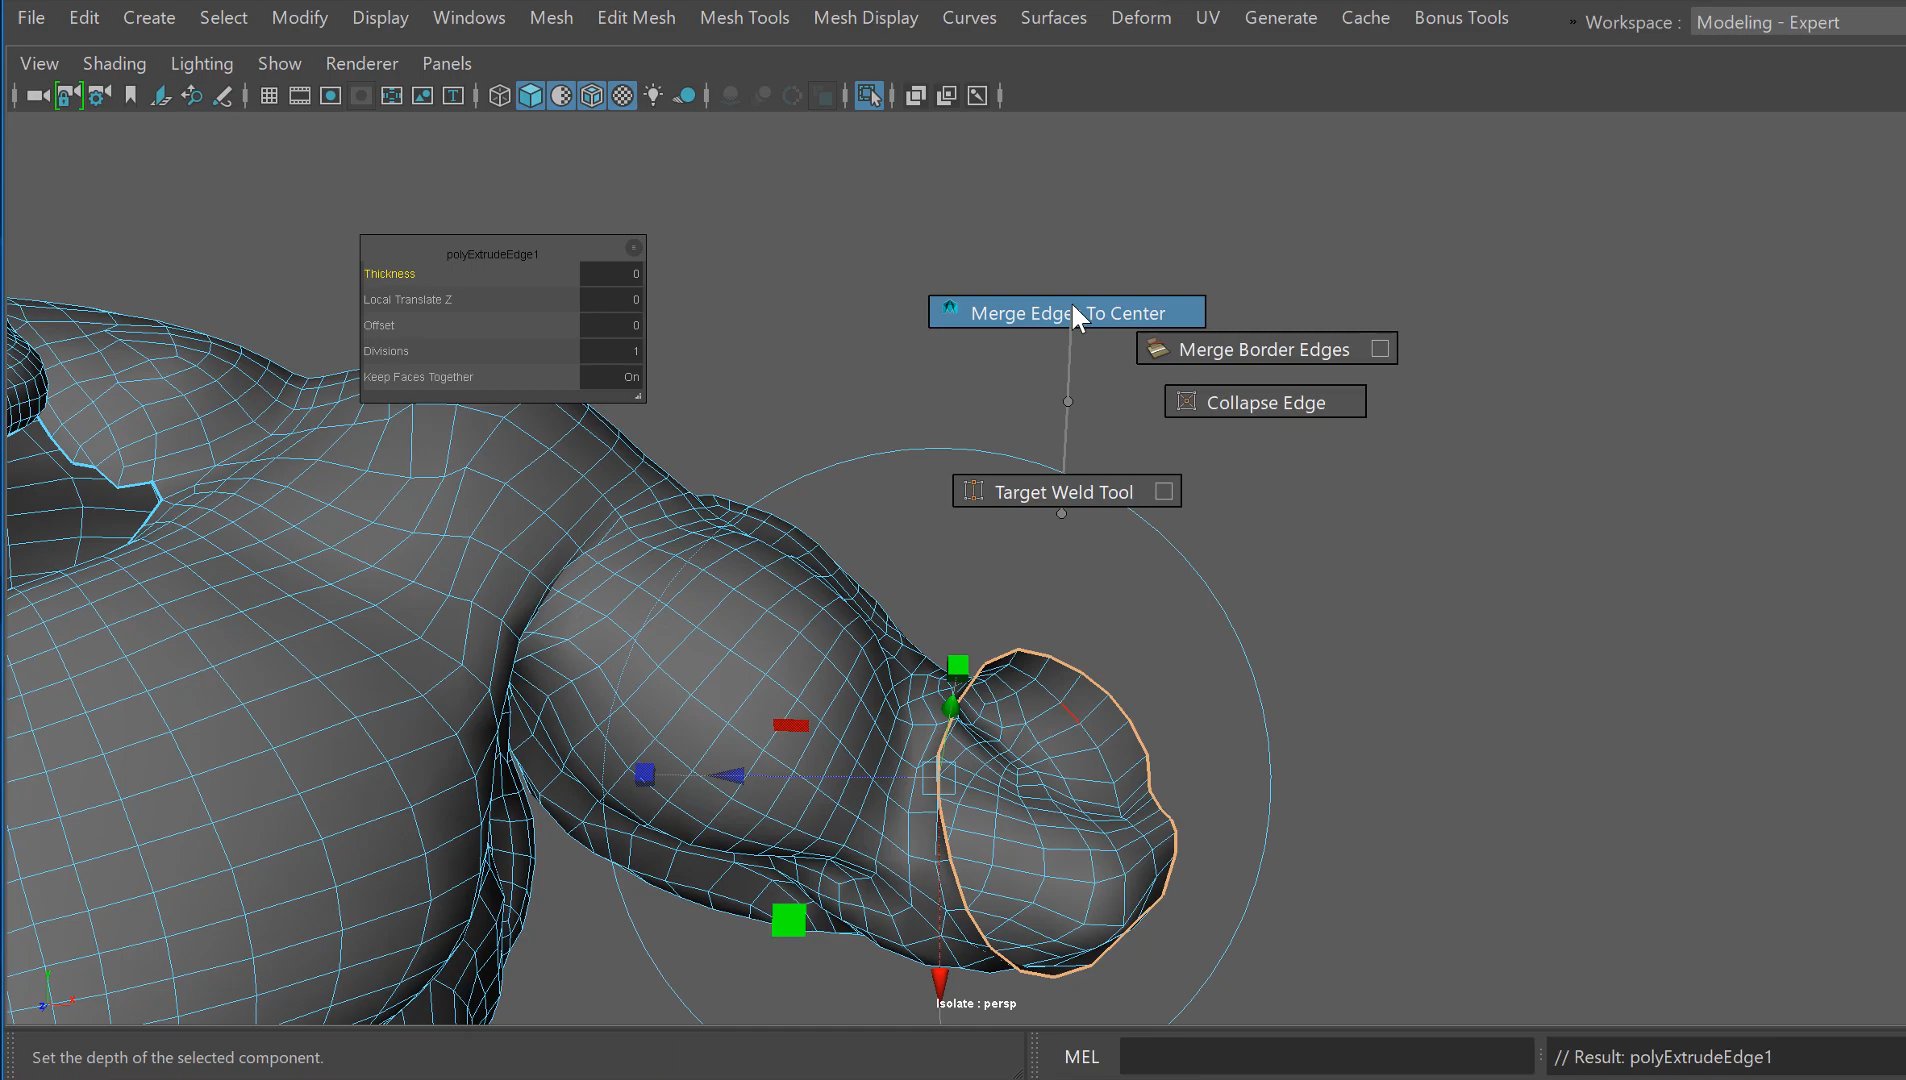 File Edit Create Select Modify Display Windows Mesh Edit Mesh Mesh Tools Mesh Display Curves Surfaces Deform UV Generate Cache Bonus Tools » Workspace : Modeling - Expert
View Shading Lighting Show Renderer Panels
polyExtrudeEdge1
Thickness 0
Local Translate Z 0
Offset 0
Divisions 1
Keep Faces Together On
Merge Edge To Center
Merge Border Edges
Collapse Edge
Target Weld Tool
Isolate : persp
Set the depth of the selected component.
MEL
// Result: polyExtrudeEdge1